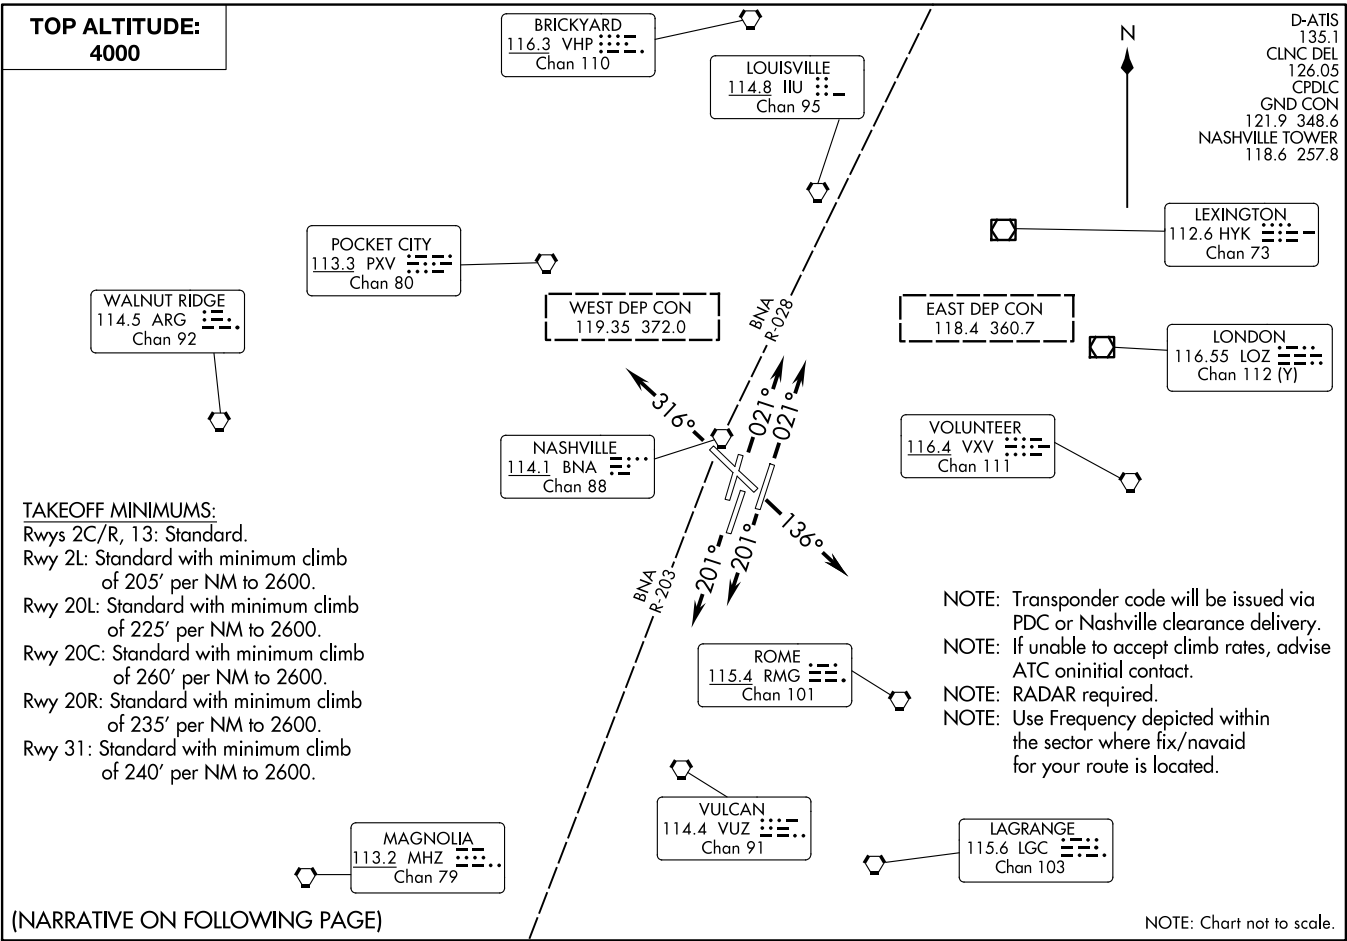 TOP ALTITUDE:
4000
BRICKYARD
116.3 VHP
Chan 110
LOUISVILLE
114.8 IIU
Chan 95
N
D-ATIS
135.1
CLNC DEL
126.05
CPDLC
GND CON
121.9 348.6
NASHVILLE TOWER
118.6 257.8
LEXINGTON
112.6 HYK
Chan 73
POCKET CITY
113.3 PXV
Chan 80
WALNUT RIDGE
114.5 ARG
Chan 92
WEST DEP CON
119.35 372.0
BNA
R-028
EAST DEP CON
118.4 360.7
LONDON
116.55 LOZ
Chan 112 (Y)
316°
021°
021°
NASHVILLE
114.1 BNA
Chan 88
VOLUNTEER
116.4 VXV
Chan 111
136°
201°
201°
BNA
R-203
TAKEOFF MINIMUMS:
Rwys 2C/R, 13: Standard.
Rwy 2L: Standard with minimum climb
of 205' per NM to 2600.
Rwy 20L: Standard with minimum climb
of 225' per NM to 2600.
Rwy 20C: Standard with minimum climb
of 260' per NM to 2600.
Rwy 20R: Standard with minimum climb
of 235' per NM to 2600.
Rwy 31: Standard with minimum climb
of 240' per NM to 2600.
NOTE: Transponder code will be issued via
PDC or Nashville clearance delivery.
NOTE: If unable to accept climb rates, advise
ATC oninitial contact.
NOTE: RADAR required.
NOTE: Use Frequency depicted within
the sector where fix/navaid
for your route is located.
ROME
115.4 RMG
Chan 101
VULCAN
114.4 VUZ
Chan 91
MAGNOLIA
113.2 MHZ
Chan 79
LAGRANGE
115.6 LGC
Chan 103
(NARRATIVE ON FOLLOWING PAGE)
NOTE: Chart not to scale.